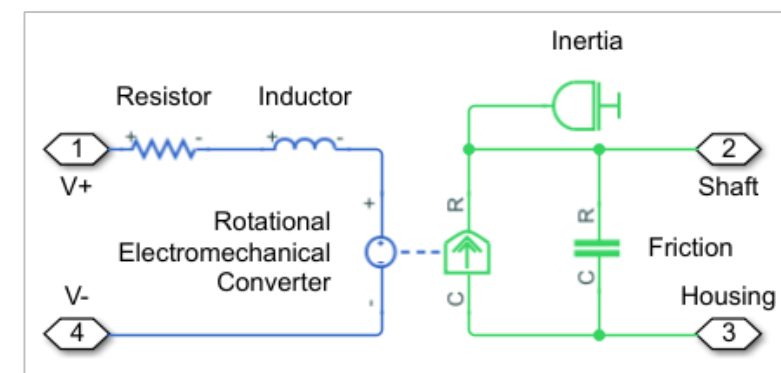 Inertia
Resistor
Inductor
+
-
+
-
1
V+
2
Shaft
+
R
R
Rotational
Electromechanical
Converter
+
-
Friction
-
C
C
V-
4
Housing
3